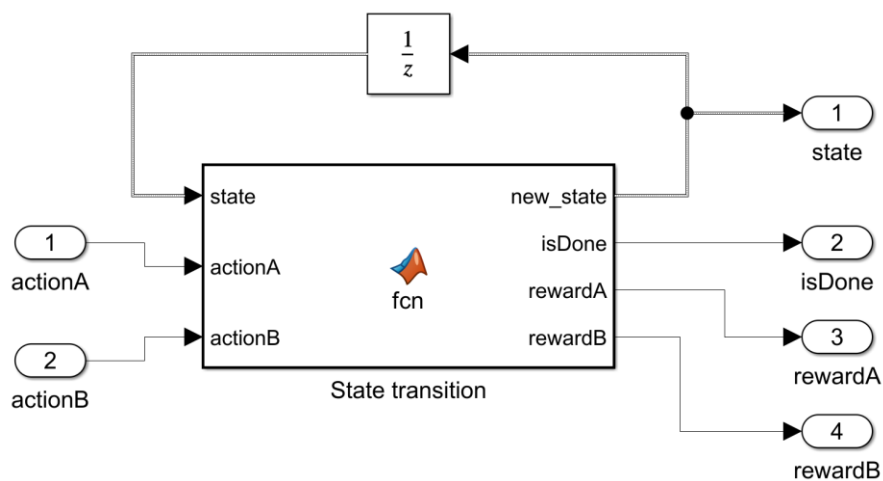 1
z
1
state
state
new_state
1
actionA
isDone
2
isDone
actionA
fcn
rewardA
3
rewardA
2
actionB
actionB
rewardB
State transition
4
rewardB